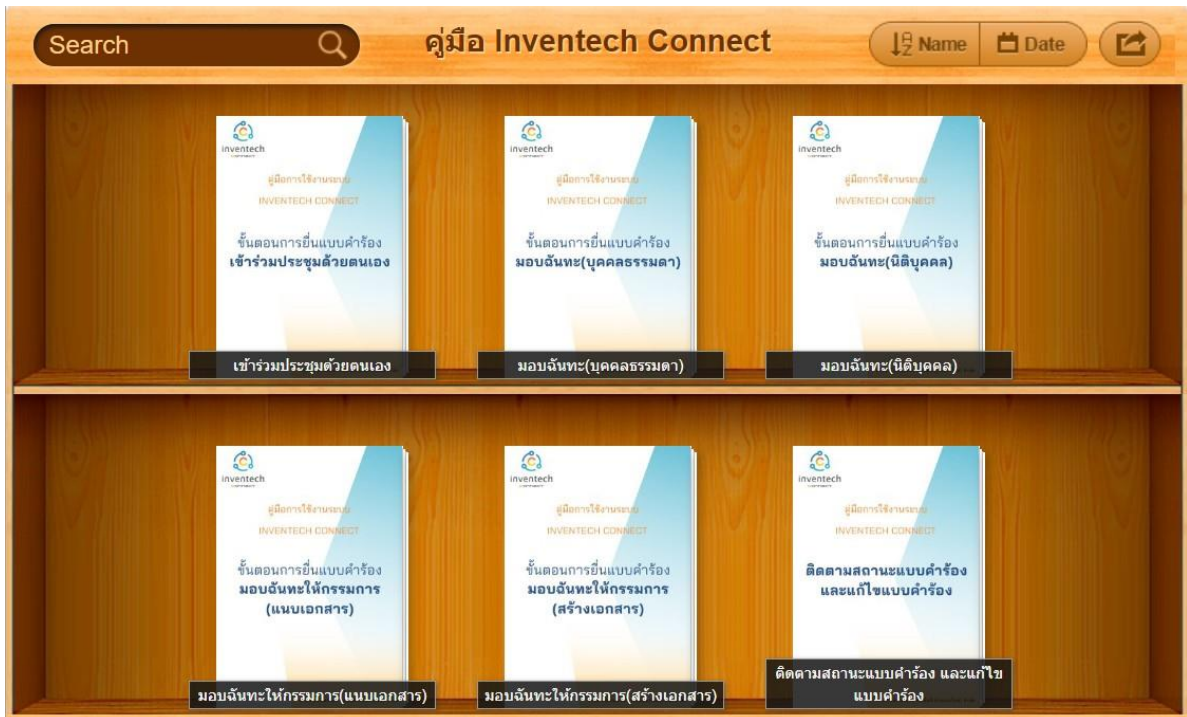 Search
คู่มือ Inventech Connect
Name
Date
inventech
CONNECT
คู่มือการใช้งานระบบ
INVENTECH CONNECT
ขั้นตอนการยื่นแบบคำร้อง
เข้าร่วมประชุมด้วยตนเอง
เข้าร่วมประชุมด้วยตนเอง
inventech
CONNECT
คู่มือการใช้งานระบบ
INVENTECH CONNECT
ขั้นตอนการยื่นแบบคำร้อง
มอบฉันทะ(บุคคลธรรมดา)
มอบฉันทะ(บุคคลธรรมดา)
inventech
CONNECT
คู่มือการใช้งานระบบ
INVENTECH CONNECT
ขั้นตอนการยื่นแบบคำร้อง
มอบฉันทะ(นิติบุคคล)
มอบฉันทะ(นิติบุคคล)
inventech
CONNECT
คู่มือการใช้งานระบบ
INVENTECH CONNECT
ขั้นตอนการยื่นแบบคำร้อง
มอบฉันทะให้กรรมการ
(แนบเอกสาร)
มอบฉันทะให้กรรมการ(แนบเอกสาร)
inventech
CONNECT
คู่มือการใช้งานระบบ
INVENTECH CONNECT
ขั้นตอนการยื่นแบบคำร้อง
มอบฉันทะให้กรรมการ
(สร้างเอกสาร)
มอบฉันทะให้กรรมการ(สร้างเอกสาร)
inventech
CONNECT
คู่มือการใช้งานระบบ
INVENTECH CONNECT
ติดตามสถานะแบบคำร้อง
และแก้ไขแบบคำร้อง
ติดตามสถานะแบบคำร้อง และแก้ไข
แบบคำร้อง